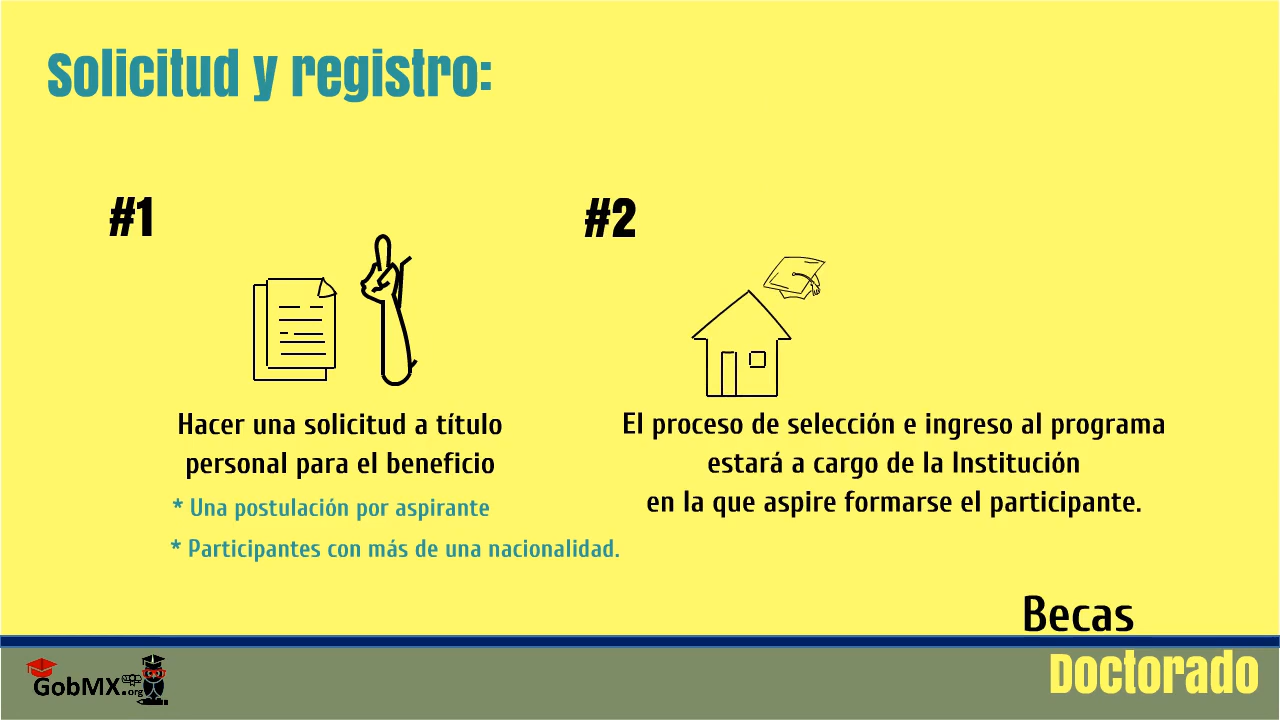 Solicitud y registro:
#1
Hacer una solicitud a título
personal para el beneficio
* Una postulación por aspirante
* Participantes con más de una nacionalidad.
#2
El proceso de selección e ingreso al programa
estará a cargo de la Institución
en la que aspire formarse el participante.
Becas
Doctorado
GobMX.org